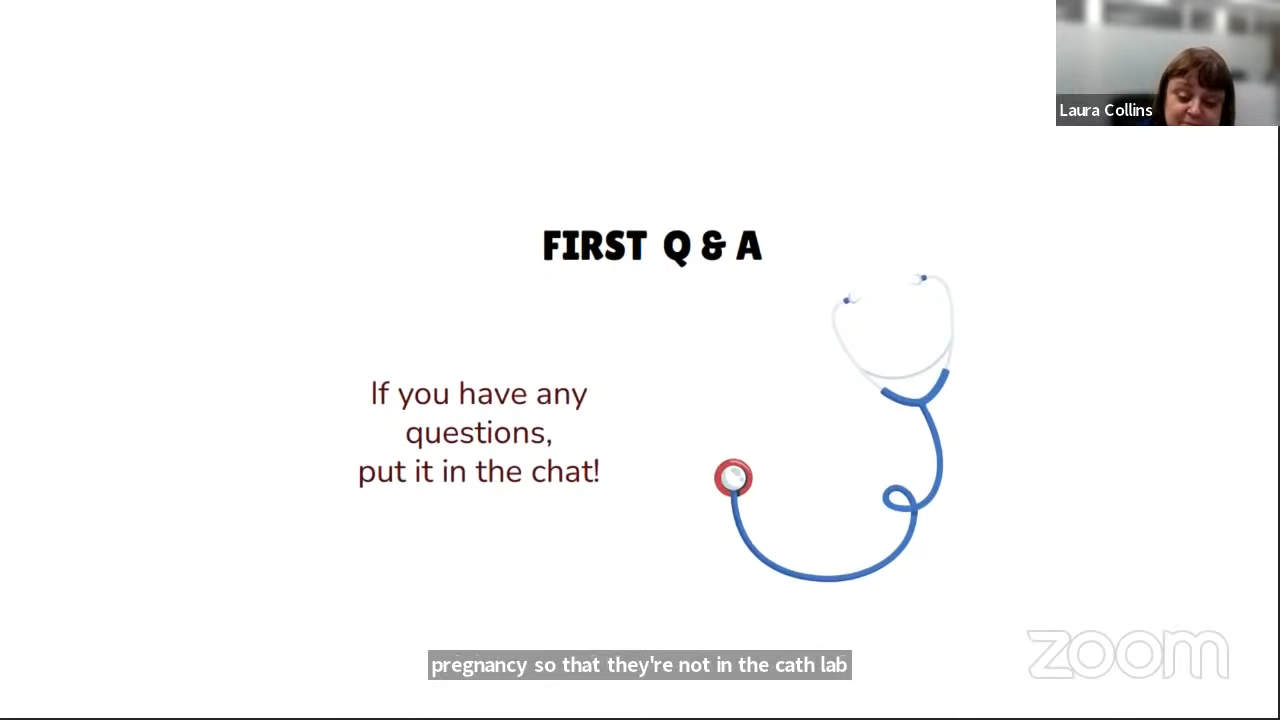 Laura Collins
FIRST Q & A
If you have any
questions,
put it in the chat!
pregnancy so that they're not in the cath lab
zoom